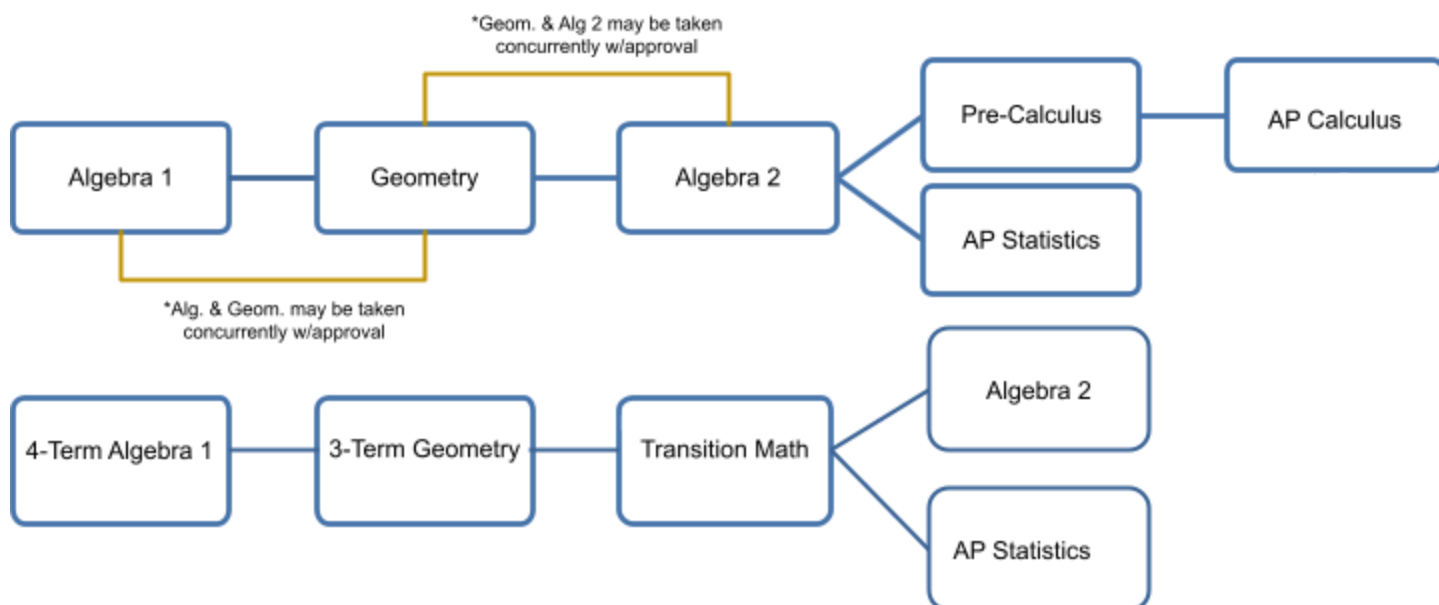 *Geom. & Alg 2 may be taken
concurrently w/approval
Algebra 1
Geometry
Algebra 2
Pre-Calculus
AP Calculus
AP Statistics
*Alg. & Geom. may be taken
concurrently w/approval
4-Term Algebra 1
3-Term Geometry
Transition Math
Algebra 2
AP Statistics